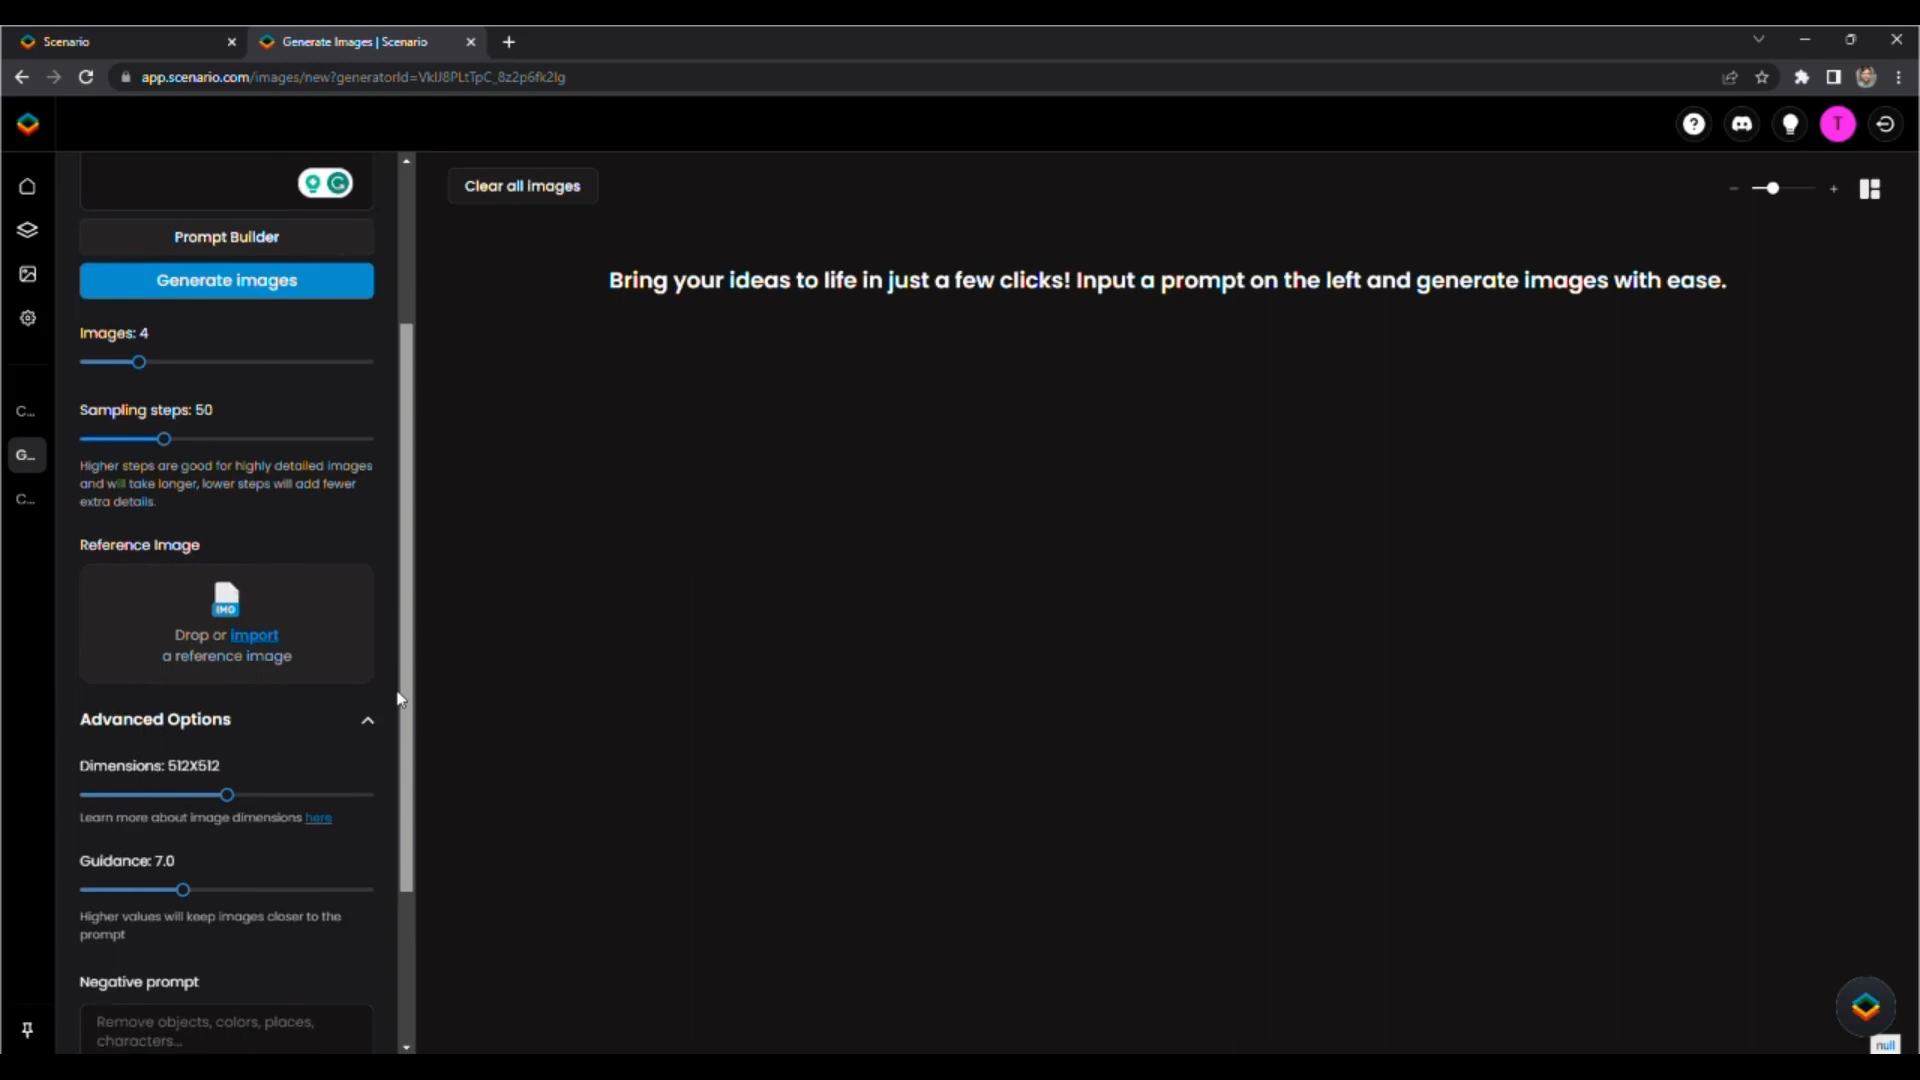 Scenario
Generate Images | Scenario
app.scenario.com/images/new?generatorId=VkIJ8PLtTpC_8z2p6fk2Ig
T
Clear all images
Prompt Builder
Generate images
Bring your ideas to life in just a few clicks! Input a prompt on the left and generate images with ease.
Images: 4
C...
Sampling steps: 50
G...
Higher steps are good for highly detailed images
and will take longer, lower steps will add fewer
extra details.
C...
Reference Image
IMG
Drop or import
a reference image
Advanced Options
Dimensions: 512X512
Learn more about image dimensions here
Guidance: 7.0
Higher values will keep images closer to the
prompt
Negative prompt
Remove objects, colors, places,
characters...
null